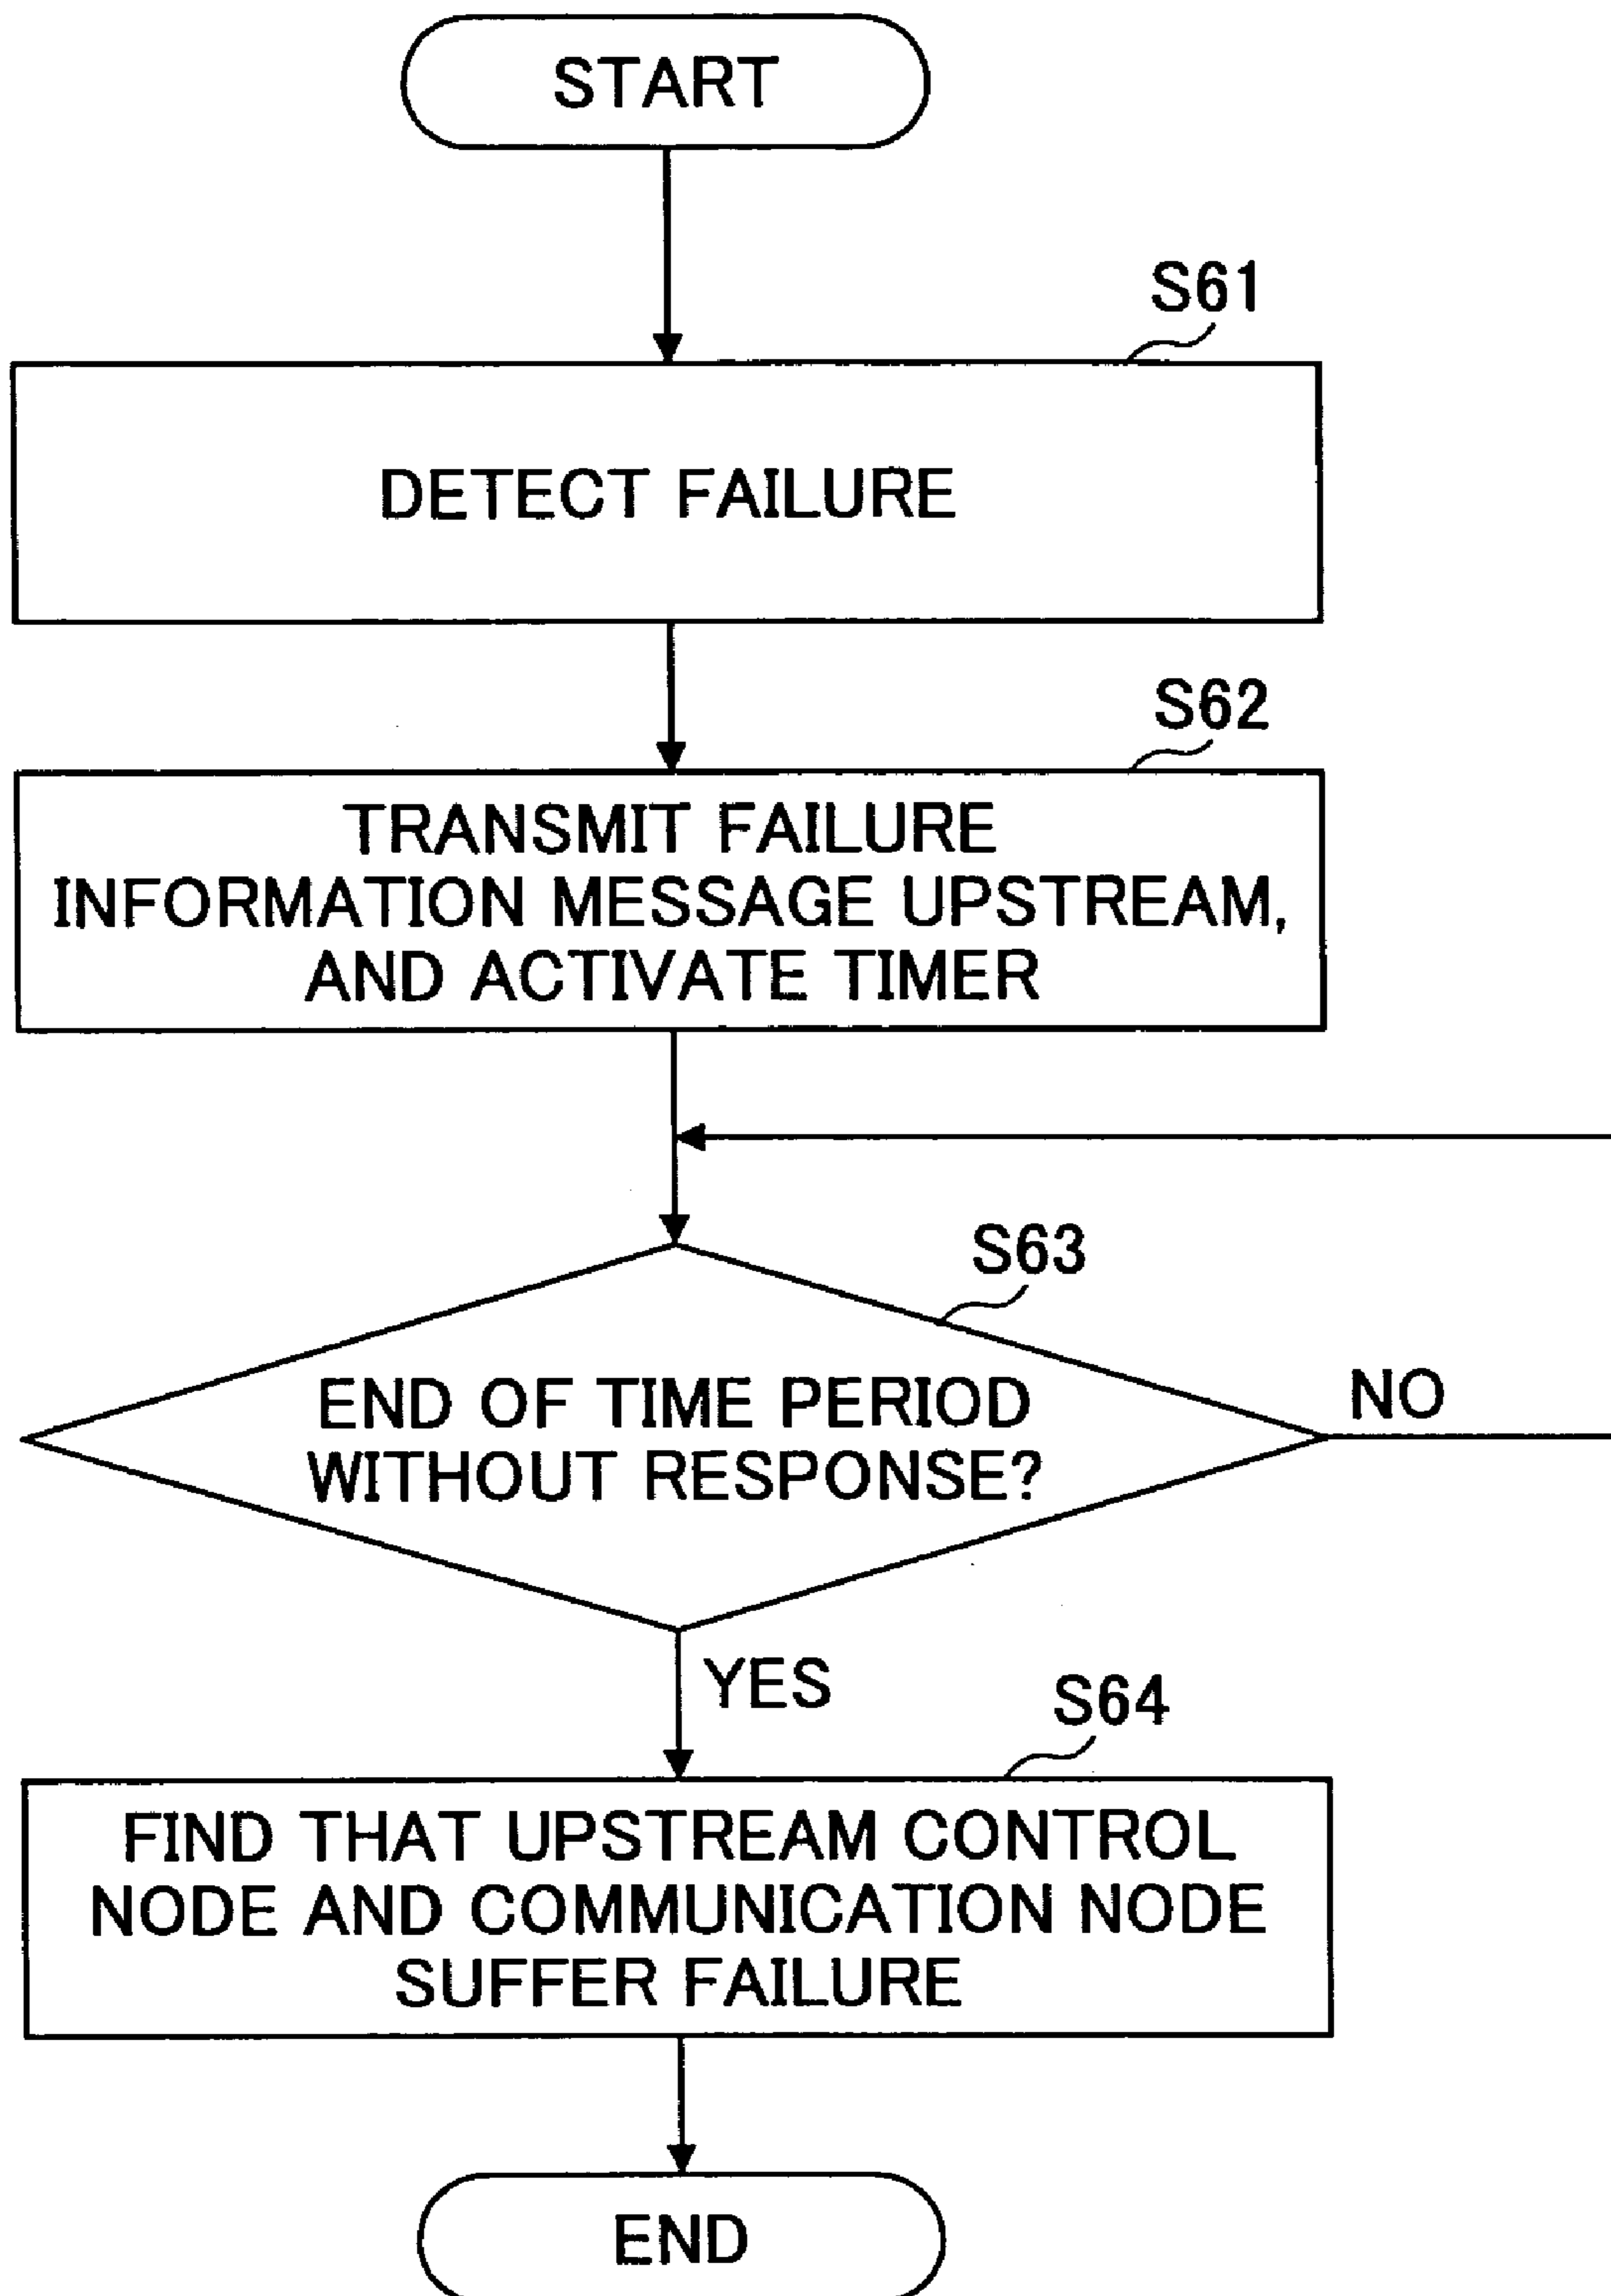 START
S61
DETECT FAILURE
S62
TRANSMIT FAILURE
INFORMATION MESSAGE UPSTREAM,
AND ACTIVATE TIMER
S63
END OF TIME PERIOD
WITHOUT RESPONSE?
NO
YES
S64
FIND THAT UPSTREAM CONTROL
NODE AND COMMUNICATION NODE
SUFFER FAILURE
END